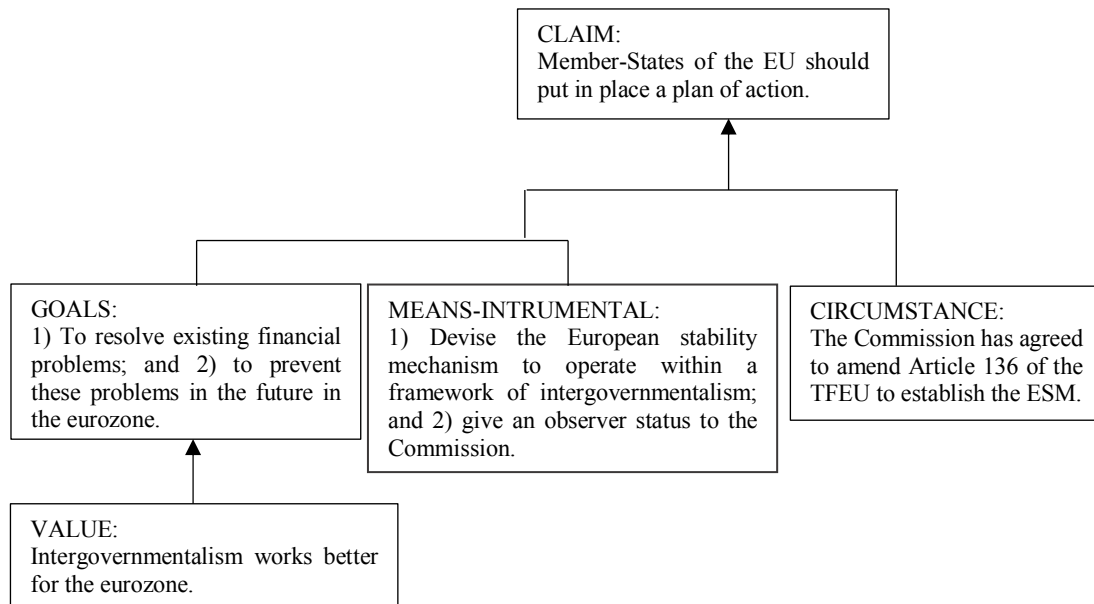 CLAIM:
Member-States of the EU should
put in place a plan of action.
GOALS:
1) To resolve existing financial
problems; and 2) to prevent
these problems in the future in
the eurozone.
MEANS-INTRUMENTAL:
1) Devise the European stability
mechanism to operate within a
framework of intergovernmentalism;
and 2) give an observer status to the
Commission.
CIRCUMSTANCE:
The Commission has agreed
to amend Article 136 of the
TFEU to establish the ESM.
VALUE:
Intergovernmentalism works better
for the eurozone.